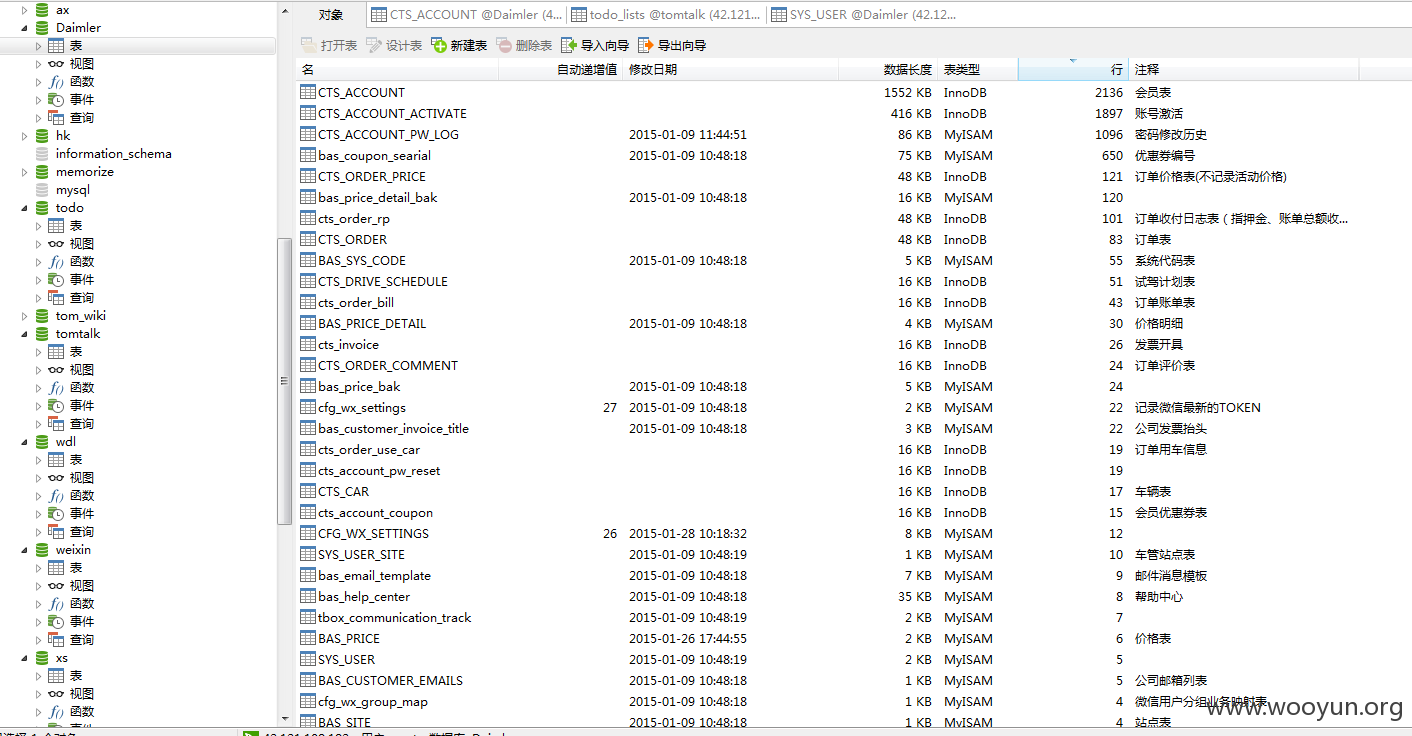 ax
Daimler
表
视图
函数
事件
查询
hk
information_schema
memorize
mysql
todo
表
视图
函数
事件
查询
tom_wiki
tomtalk
表
视图
函数
事件
查询
wdl
表
视图
函数
事件
查询
weixin
表
视图
函数
事件
查询
xs
表
视图
函数
对象 CTS_ACCOUNT @Daimler (4... todo_lists @tomtalk (42.121... SYS_USER @Daimler (42.12...
打开表 设计表 新建表 删除表 导入向导 导出向导
名 自动递增值 修改日期 数据长度 表类型 行 注释
CTS_ACCOUNT 1552 KB InnoDB 2136 会员表
CTS_ACCOUNT_ACTIVATE 416 KB InnoDB 1897 账号激活
CTS_ACCOUNT_PW_LOG 2015-01-09 11:44:51 86 KB MyISAM 1096 密码修改历史
bas_coupon_searial 2015-01-09 10:48:18 75 KB MyISAM 650 优惠券编号
CTS_ORDER_PRICE 48 KB InnoDB 121 订单价格表(不记录活动价格)
bas_price_detail_bak 2015-01-09 10:48:18 16 KB MyISAM 120
cts_order_rp 48 KB InnoDB 101 订单收付日志表（指押金、账单总额收...
CTS_ORDER 48 KB InnoDB 83 订单表
BAS_SYS_CODE 2015-01-09 10:48:18 5 KB MyISAM 55 系统代码表
CTS_DRIVE_SCHEDULE 16 KB InnoDB 51 试驾计划表
cts_order_bill 16 KB InnoDB 43 订单账单表
BAS_PRICE_DETAIL 2015-01-09 10:48:18 4 KB MyISAM 30 价格明细
cts_invoice 16 KB InnoDB 26 发票开具
CTS_ORDER_COMMENT 16 KB InnoDB 24 订单评价表
bas_price_bak 2015-01-09 10:48:18 5 KB MyISAM 24
cfg_wx_settings 27 2015-01-09 10:48:18 2 KB MyISAM 22 记录微信最新的TOKEN
bas_customer_invoice_title 2015-01-09 10:48:18 3 KB MyISAM 22 公司发票抬头
cts_order_use_car 16 KB InnoDB 19 订单用车信息
cts_account_pw_reset 16 KB InnoDB 19
CTS_CAR 16 KB InnoDB 17 车辆表
cts_account_coupon 16 KB InnoDB 15 会员优惠券表
CFG_WX_SETTINGS 26 2015-01-28 10:18:32 8 KB MyISAM 12
SYS_USER_SITE 2015-01-09 10:48:19 1 KB MyISAM 10 车管站点表
bas_email_template 2015-01-09 10:48:18 7 KB MyISAM 9 邮件消息模板
bas_help_center 2015-01-09 10:48:18 35 KB MyISAM 8 帮助中心
tbox_communication_track 2015-01-09 10:48:19 2 KB MyISAM 7
BAS_PRICE 2015-01-26 17:44:55 2 KB MyISAM 6 价格表
SYS_USER 2015-01-09 10:48:19 2 KB MyISAM 5
BAS_CUSTOMER_EMAILS 2015-01-09 10:48:18 1 KB MyISAM 5 公司邮箱列表
cfg_wx_group_map 2015-01-09 10:48:18 1 KB MyISAM 4 微信用户分组业务映射表
BAS_SITE 2015-01-09 10:48:18 1 KB MyISAM 4 站点表
www.wooyun.org